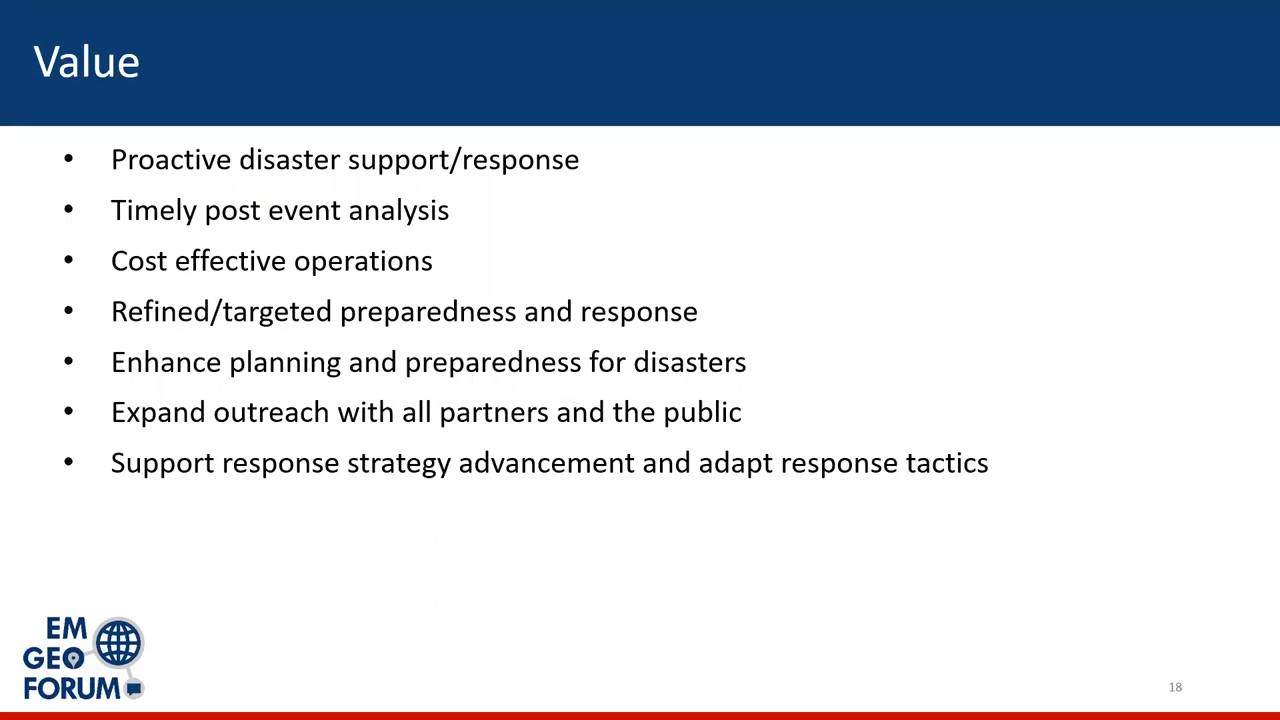 Value
• Proactive disaster support/response
• Timely post event analysis
• Cost effective operations
• Refined/targeted preparedness and response
• Enhance planning and preparedness for disasters
• Expand outreach with all partners and the public
• Support response strategy advancement and adapt response tactics
EM
GEO
FORUM
18